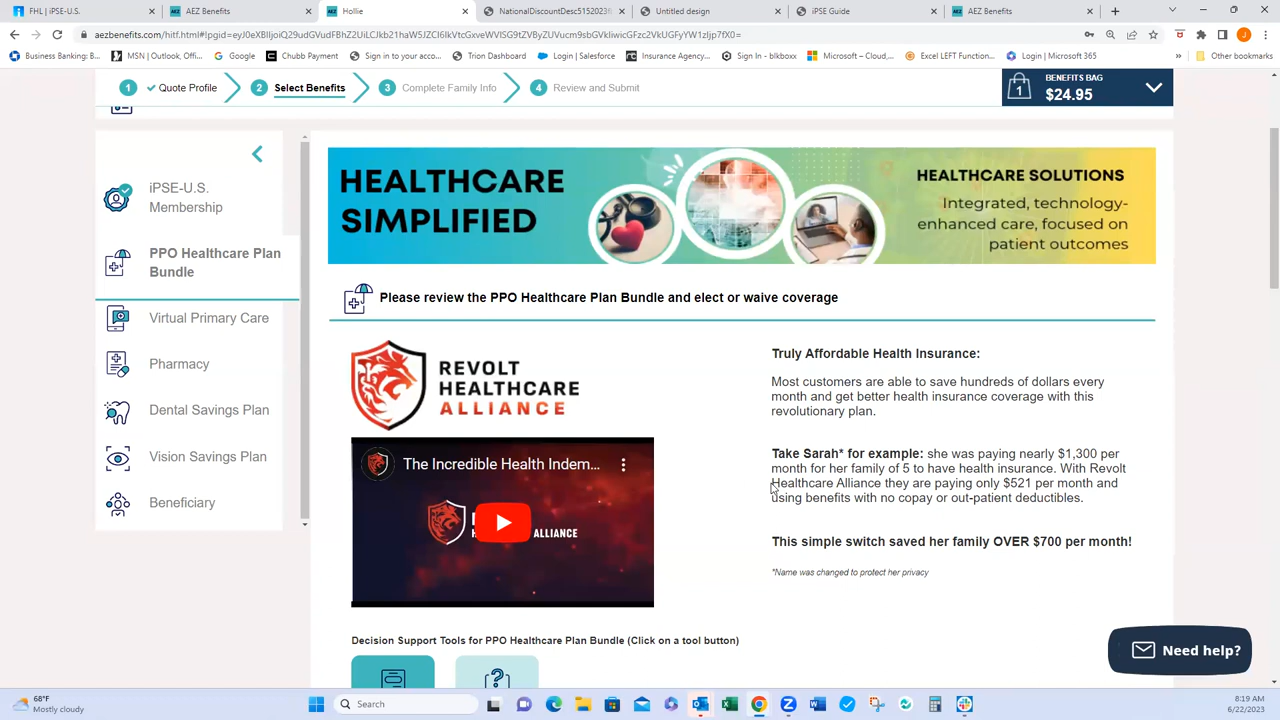 FHL | iPSE-U.S.
AEZ Benefits
Hollie
NationalDiscountDesc5152023
Untitled design
iPSE Guide
AEZ Benefits
Business Banking: B...
MSN | Outlook, Offi...
Google
Chubb Payment
Sign in to your acco...
Trion Dashboard
Login | Salesforce
Insurance Agency...
Sign In - blkboxx
Microsoft – Cloud,...
Excel LEFT Function...
Login | Microsoft 365
Other bookmarks
1 Quote Profile
2 Select Benefits
3 Complete Family Info
4 Review and Submit
1
BENEFITS BAG
$24.95
iPSE-U.S.
Membership
PPO Healthcare Plan
Bundle
Virtual Primary Care
Pharmacy
Dental Savings Plan
Vision Savings Plan
Beneficiary
HEALTHCARE
SIMPLIFIED
HEALTHCARE SOLUTIONS
Integrated, technology-
enhanced care, focused on
patient outcomes
Please review the PPO Healthcare Plan Bundle and elect or waive coverage
REVOLT
HEALTHCARE
ALLIANCE
The Incredible Health Indem...
ALLIANCE
Truly Affordable Health Insurance:
Most customers are able to save hundreds of dollars every
month and get better health insurance coverage with this
revolutionary plan.
Take Sarah* for example: she was paying nearly $1,300 per
month for her family of 5 to have health insurance. With Revolt
Healthcare Alliance they are paying only $521 per month and
using benefits with no copay or out-patient deductibles.
This simple switch saved her family OVER $700 per month!
*Name was changed to protect her privacy
Decision Support Tools for PPO Healthcare Plan Bundle (Click on a tool button)
Need help?
68°F
Mostly cloudy
Search
8:19 AM
6/22/2023